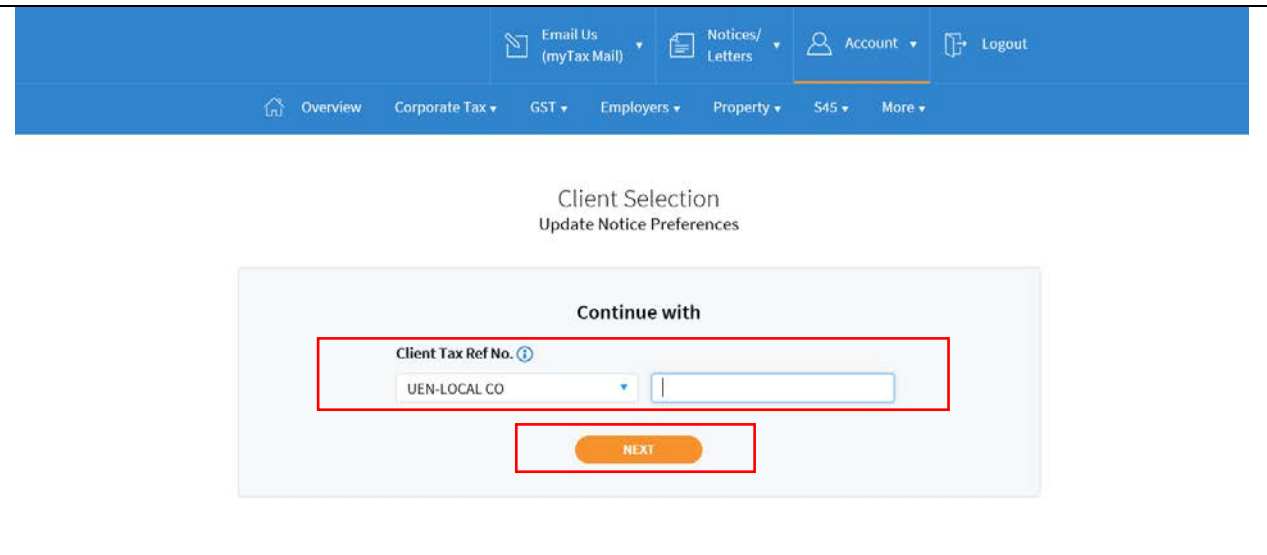 Email Us
(myTax Mail)
Notices/
Letters
Account
Logout
Overview Corporate Tax GST Employers Property S45 More
Client Selection
Update Notice Preferences
Continue with
Client Tax Ref No.
UEN-LOCAL CO
NEXT